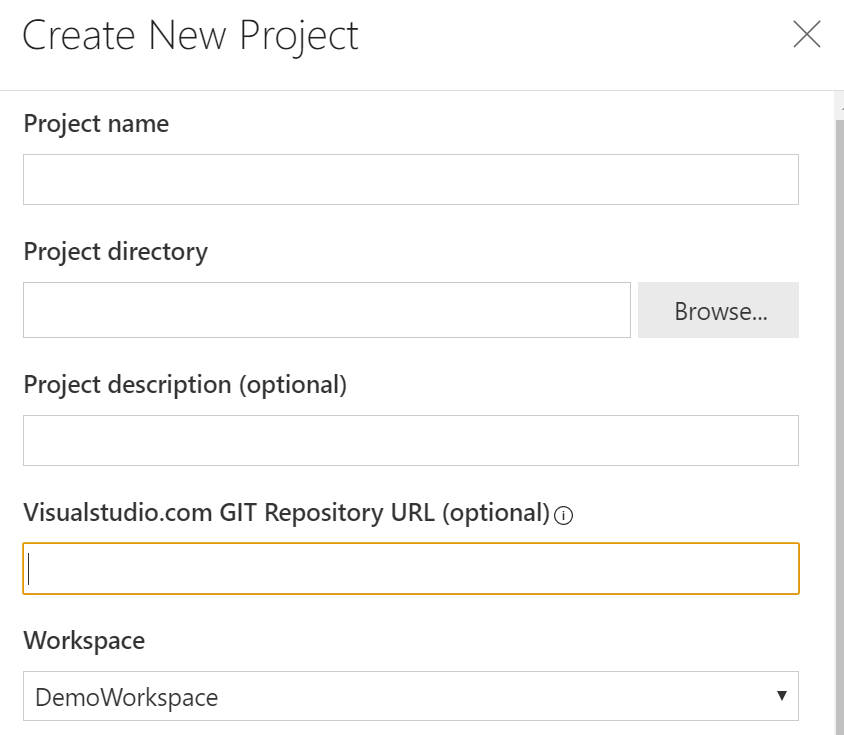 Create New Project
Project name
Project directory
Browse...
Project description (optional)
Visualstudio.com GIT Repository URL (optional)
Workspace
DemoWorkspace